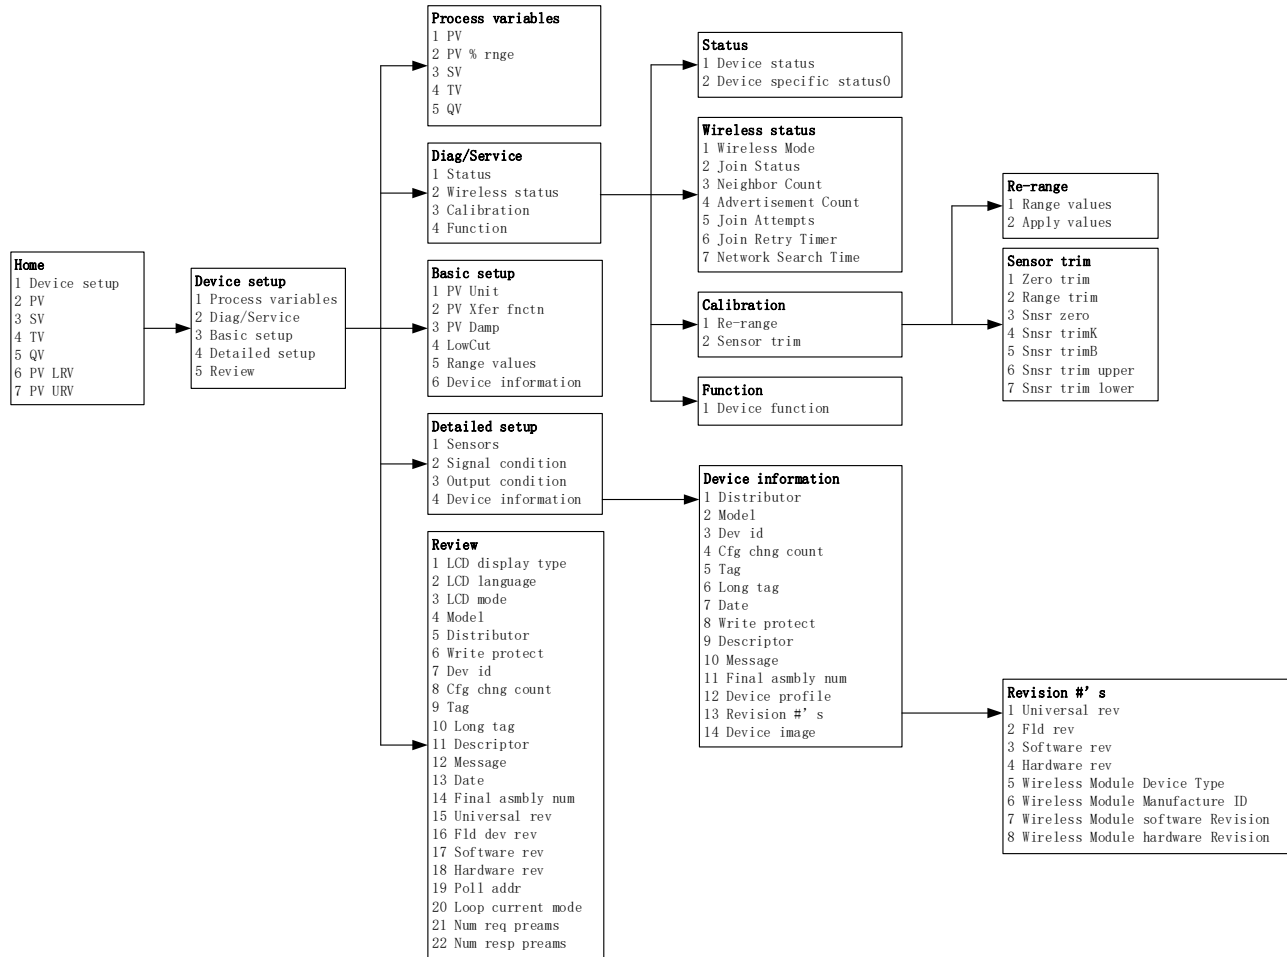 Home
1 Device setup
2 PV
3 SV
4 TV
5 QV
6 PV LRV
7 PV URV
Device setup
1 Process variables
2 Diag/Service
3 Basic setup
4 Detailed setup
5 Review
Process variables
1 PV
2 PV % rnge
3 SV
4 TV
5 QV
Diag/Service
1 Status
2 Wireless status
3 Calibration
4 Function
Basic setup
1 PV Unit
2 PV Xfer fnctn
3 PV Damp
4 LowCut
5 Range values
6 Device information
Detailed setup
1 Sensors
2 Signal condition
3 Output condition
4 Device information
Review
1 LCD display type
2 LCD language
3 LCD mode
4 Model
5 Distributor
6 Write protect
7 Dev id
8 Cfg chng count
9 Tag
10 Long tag
11 Descriptor
12 Message
13 Date
14 Final asmbly num
15 Universal rev
16 Fld dev rev
17 Software rev
18 Hardware rev
19 Poll addr
20 Loop current mode
21 Num req preams
22 Num resp preams
Status
1 Device status
2 Device specific status0
Wireless status
1 Wireless Mode
2 Join Status
3 Neighbor Count
4 Advertisement Count
5 Join Attempts
6 Join Retry Timer
7 Network Search Time
Calibration
1 Re-range
2 Sensor trim
Function
1 Device function
Device information
1 Distributor
2 Model
3 Dev id
4 Cfg chng count
5 Tag
6 Long tag
7 Date
8 Write protect
9 Descriptor
10 Message
11 Final asmbly num
12 Device profile
13 Revision #’s
14 Device image
Re-range
1 Range values
2 Apply values
Sensor trim
1 Zero trim
2 Range trim
3 Snsr zero
4 Snsr trimK
5 Snsr trimB
6 Snsr trim upper
7 Snsr trim lower
Revision #’s
1 Universal rev
2 Fld rev
3 Software rev
4 Hardware rev
5 Wireless Module Device Type
6 Wireless Module Manufacture ID
7 Wireless Module software Revision
8 Wireless Module hardware Revision